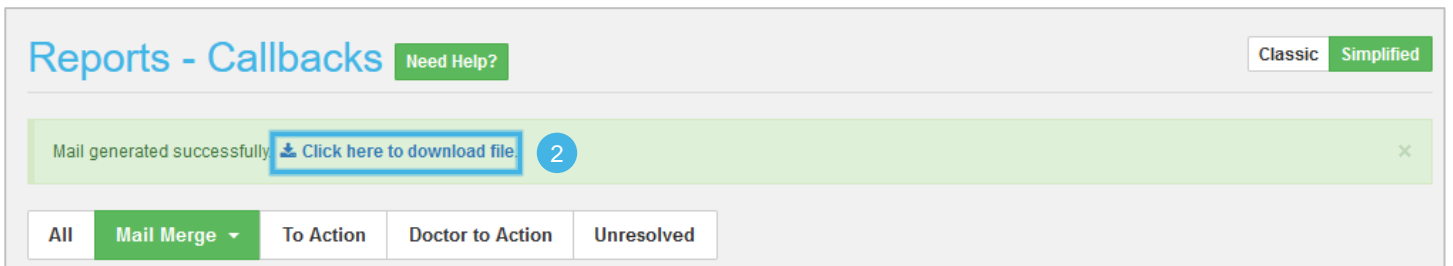 Reports - Callbacks Need Help? Classic Simplified
Mail generated successfully. Click here to download file. 2 ×
All Mail Merge To Action Doctor to Action Unresolved